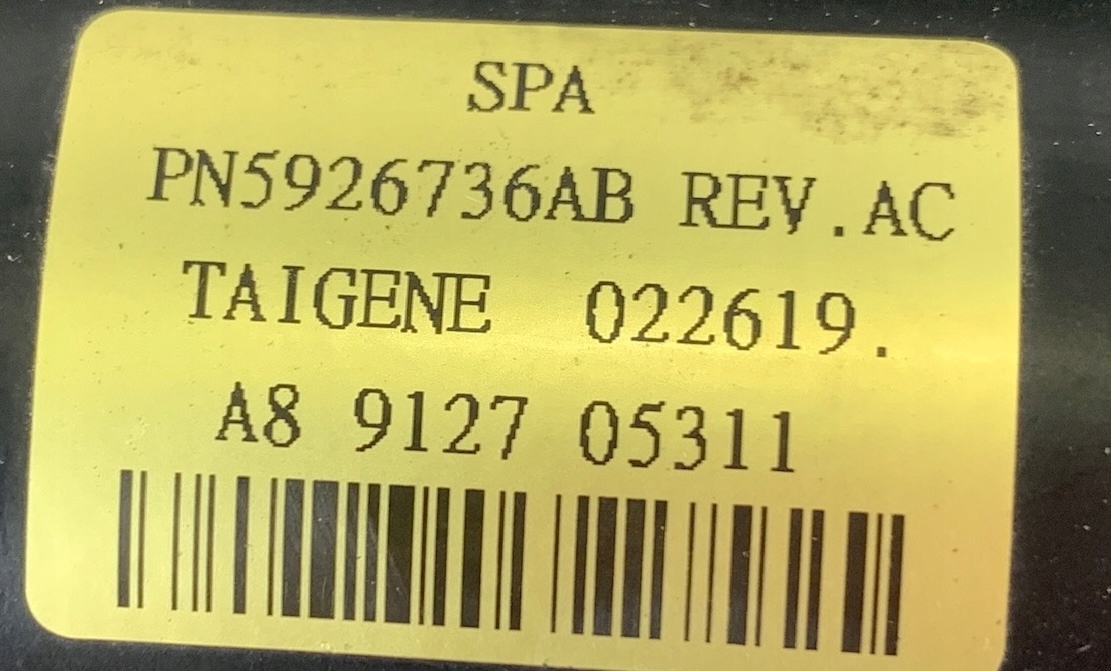 SPA
PN5926736AB REV.AC
TAIGENE 022619.
A8 9127 05311